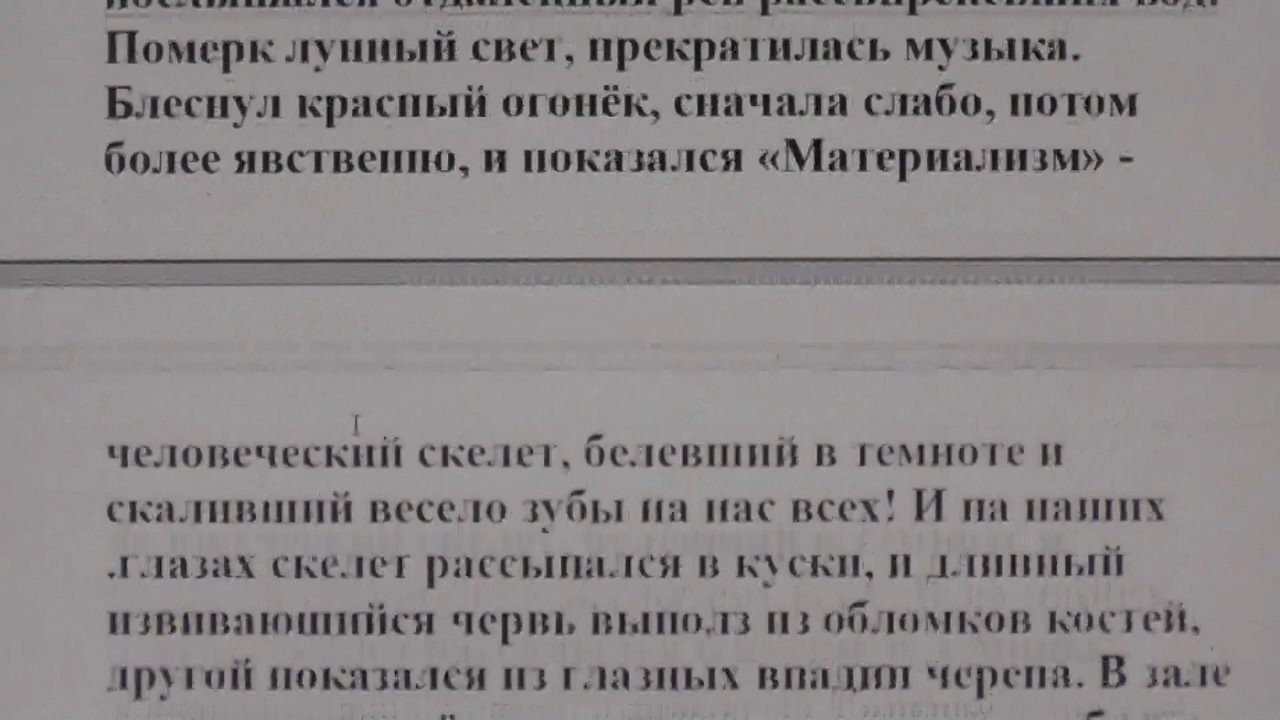 Померк лунный свет, прекратилась музыка.
Блеснул красный огонёк, сначала слабо, потом
более явственно, и показался «Материализм» -
человеческий скелет, белевший в темноте и
скаливший весело зубы на нас всех! И на наших
.глазах скелет рассыпался в куски, и длинный
извивающийся червь выполз из обломков костей,
другой показался из глазных впадин черепа. В зале